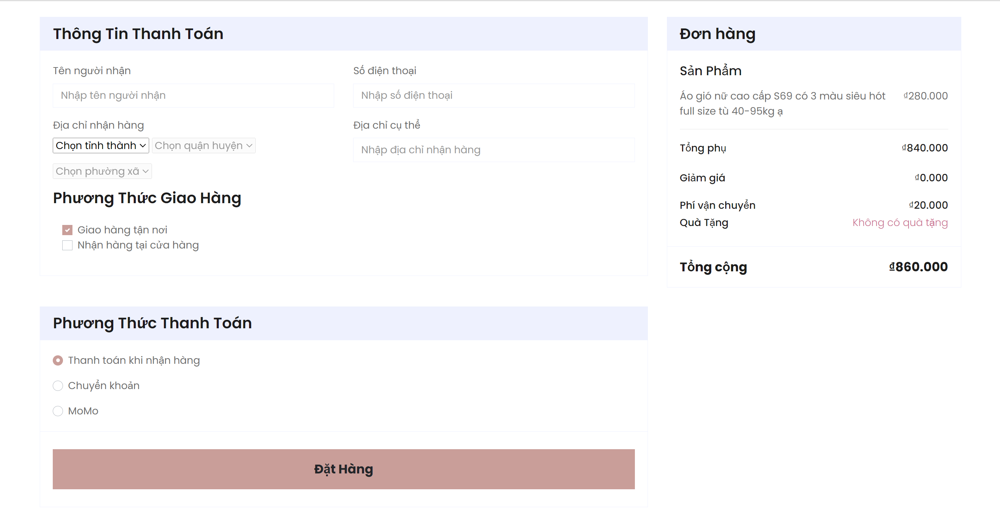 Thông Tin Thanh Toán
Tên người nhận
Nhập tên người nhận
Số điện thoại
Nhập số điện thoại
Địa chỉ nhận hàng
Chọn tỉnh thành
Chọn quận huyện
Chọn phường xã
Địa chỉ cụ thể
Nhập địa chỉ nhận hàng
Phương Thức Giao Hàng
Giao hàng tận nơi
Nhận hàng tại cửa hàng
Phương Thức Thanh Toán
Thanh toán khi nhận hàng
Chuyển khoản
MoMo
Đặt Hàng
Đơn hàng
Sản Phẩm
Áo gió nữ cao cấp S69 có 3 màu siêu hót ₫280.000
full size tù 40-95kg ạ
Tổng phụ ₫840.000
Giảm giá ₫0.000
Phí vận chuyển ₫20.000
Quà Tặng Không có quà tặng
Tổng cộng ₫860.000